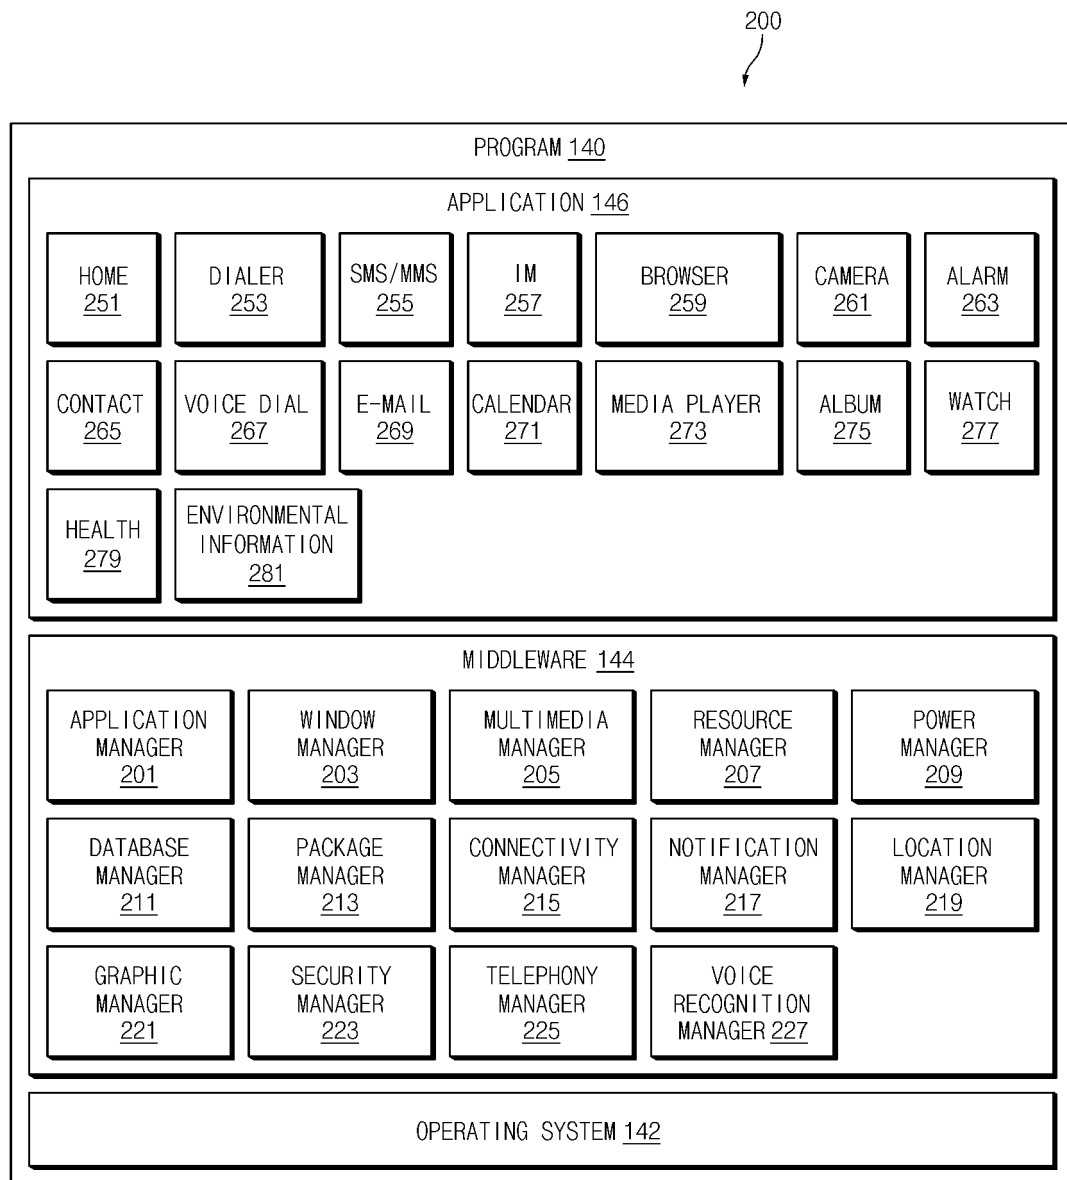 200
PROGRAM 140
APPLICATION 146
HOME
251
DIALER
253
SMS/MMS
255
IM
257
BROWSER
259
CAMERA
261
ALARM
263
CONTACT
265
VOICE DIAL
267
E-MAIL
269
CALENDAR
271
MEDIA PLAYER
273
ALBUM
275
WATCH
277
HEALTH
279
ENVIRONMENTAL
INFORMATION
281
MIDDLEWARE 144
APPLICATION
MANAGER
201
WINDOW
MANAGER
203
MULTIMEDIA
MANAGER
205
RESOURCE
MANAGER
207
POWER
MANAGER
209
DATABASE
MANAGER
211
PACKAGE
MANAGER
213
CONNECTIVITY
MANAGER
215
NOTIFICATION
MANAGER
217
LOCATION
MANAGER
219
GRAPHIC
MANAGER
221
SECURITY
MANAGER
223
TELEPHONY
MANAGER
225
VOICE
RECOGNITION
MANAGER 227
OPERATING SYSTEM 142